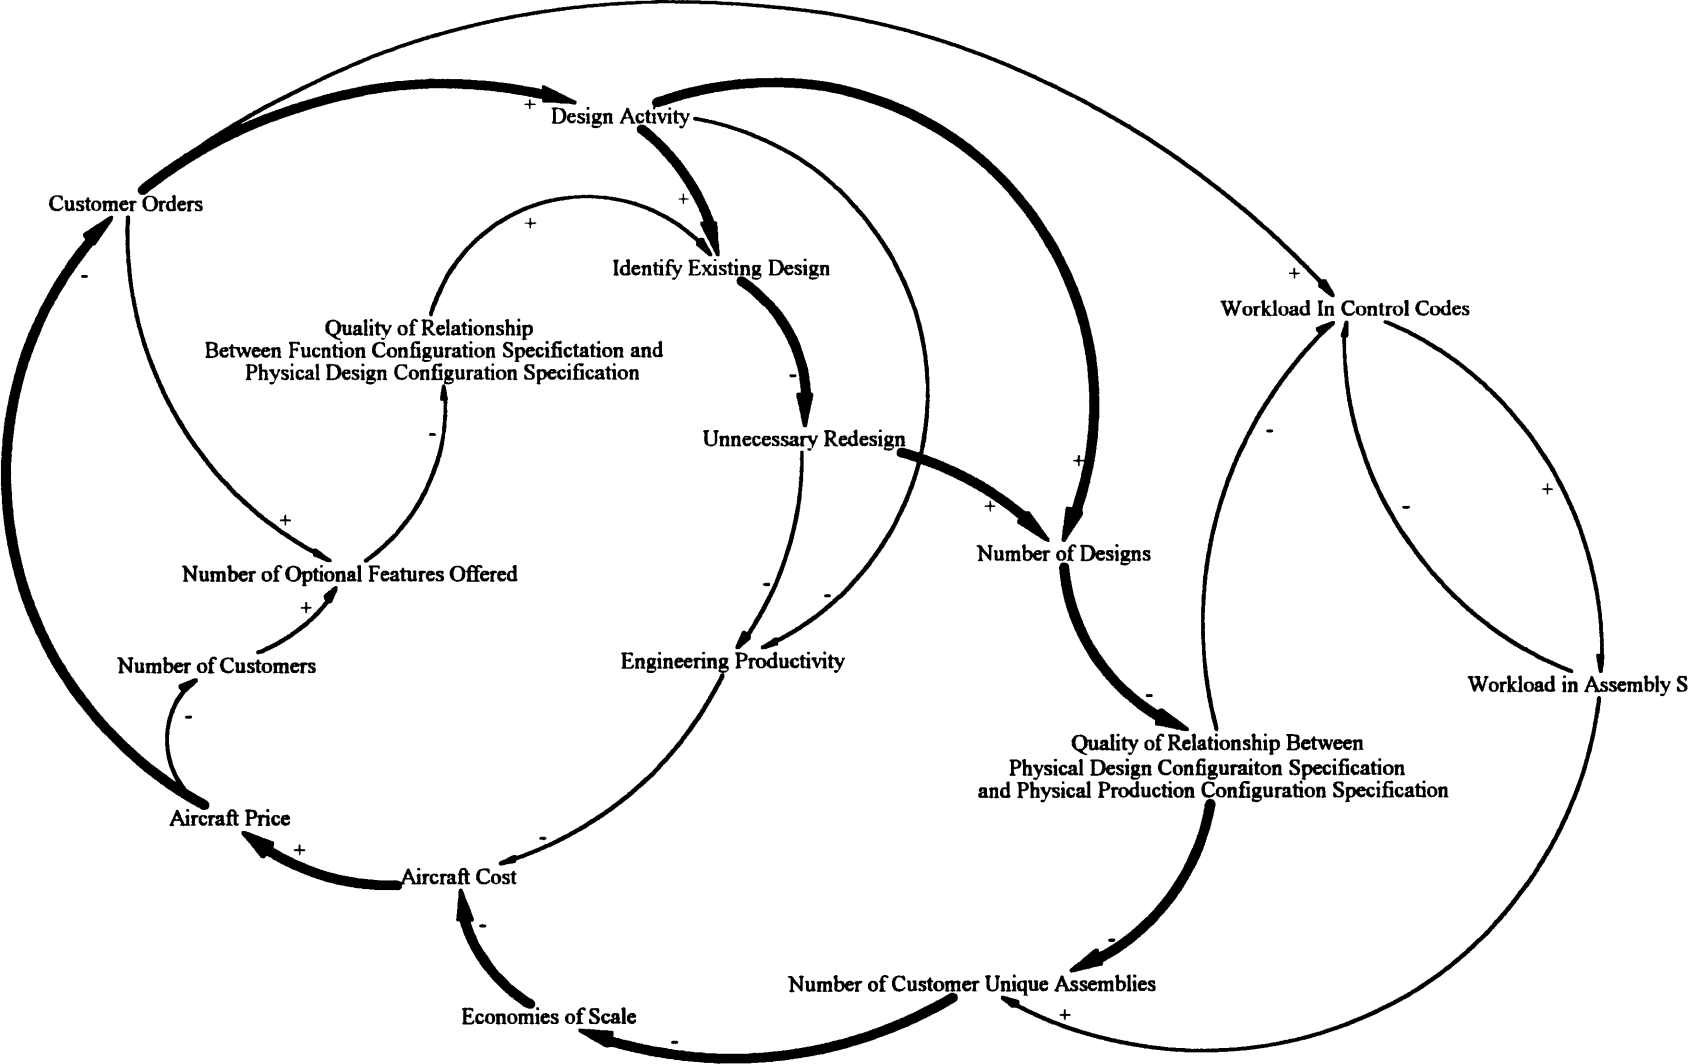 +
Design Activity
Customer Orders
+
+
-
Identify Existing Design
+
Workload In Control Codes
Quality of Relationship
Between Fucntion Configuration Specifictation and
Physical Design Configuration Specification
-
-
-
Unnecessary Redesign
+
+
-
+
+
Number of Designs
Number of Optional Features Offered
-
-
+
Engineering Productivity
Number of Customers
Workload in Assembly S
-
-
Quality of Relationship Between
Physical Design Configuraiton Specification
and Physical Production Configuration Specification
Aircraft Price
-
+
Aircraft Cost
-
-
Number of Customer Unique Assemblies
Economies of Scale
+
-